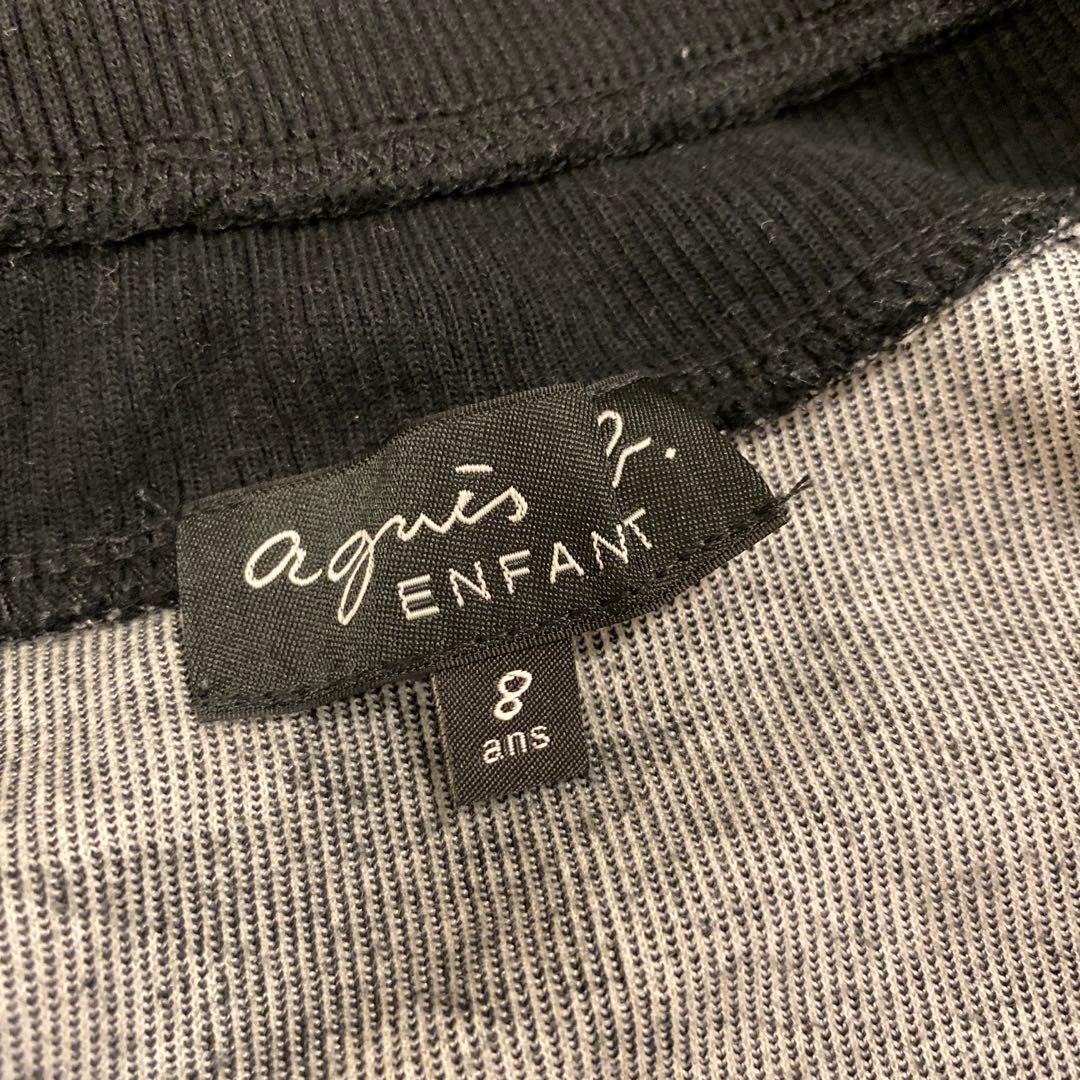 agnès b.
ENFANT
8
ans